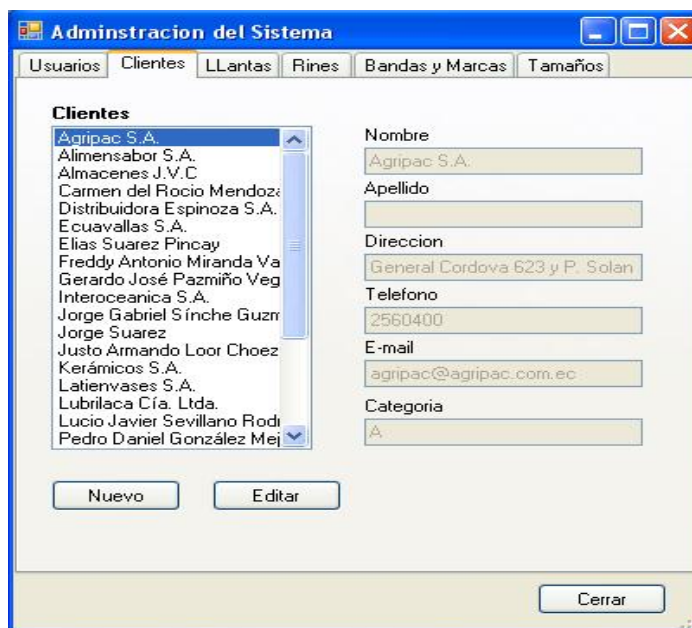 Adminstracion del Sistema
Usuarios Clientes LLantas Rines Bandas y Marcas Tamaños
Clientes
Agripac S.A.
Alimensabor S.A.
Almacenes J.V.C
Carmen del Rocio Mendoza
Distribuidora Espinoza S.A.
Ecuavallas S.A.
Elias Suarez Pincay
Freddy Antonio Miranda Va
Gerardo José Pazmiño Veg
Interoceanica S.A.
Jorge Gabriel Sínche Guzm
Jorge Suarez
Justo Armando Loor Choez
Kerámicos S.A.
Latienvases S.A.
Lubrilaca Cía. Ltda.
Lucio Javier Sevillano Rodr
Pedro Daniel González Mej
Nombre
Agripac S.A.
Apellido
Direccion
General Cordova 623 y P. Solan
Telefono
2560400
E-mail
agripac@agripac.com.ec
Categoria
A
Nuevo Editar
Cerrar